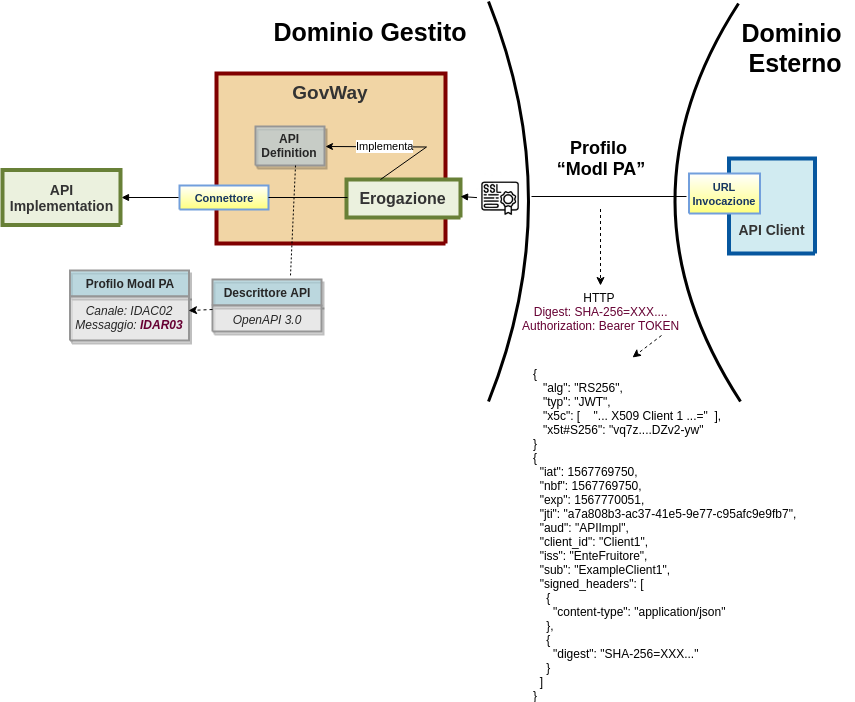 Dominio Gestito
Dominio
Esterno
GovWay
API
Definition
Implementa
Profilo
“ModI PA”
SSL
URL
Invocazione
API Client
API
Implementation
Connettore
Erogazione
Profilo ModI PA
Canale: IDAC02
Messaggio: IDAR03
Descrittore API
OpenAPI 3.0
HTTP
Digest: SHA-256=XXX....
Authorization: Bearer TOKEN
{
"alg": "RS256",
"typ": "JWT",
"x5c": [ "... X509 Client 1 ...=" ],
"x5t#S256": "vq7z....DZv2-yw"
}
{
"iat": 1567769750,
"nbf": 1567769750,
"exp": 1567770051,
"jti": "a7a808b3-ac37-41e5-9e77-c95afc9e9fb7",
"aud": "APIImpl",
"client_id": "Client1",
"iss": "EnteFruitore",
"sub": "ExampleClient1",
"signed_headers": [
{
"content-type": "application/json"
},
{
"digest": "SHA-256=XXX..."
}
]
}